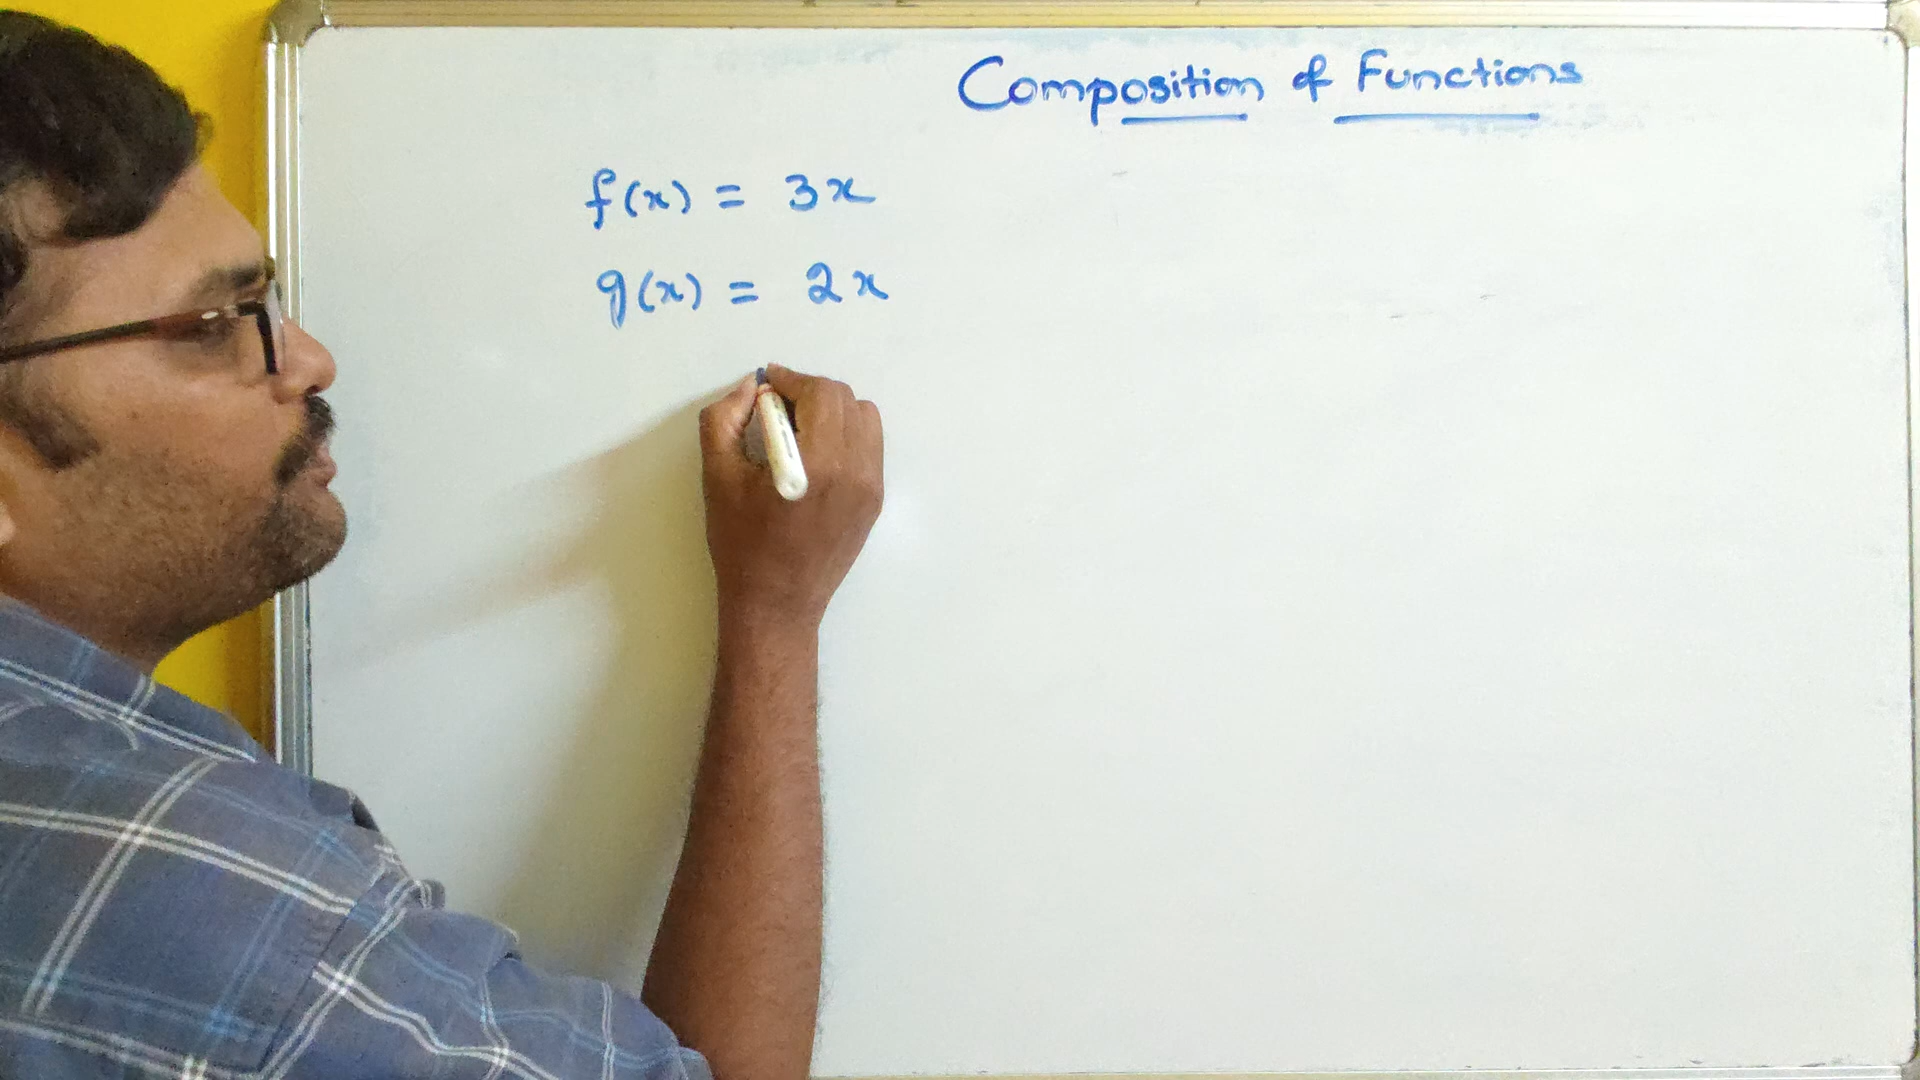 Composition of Functions
f(x) = 3x
g(x) = 2x